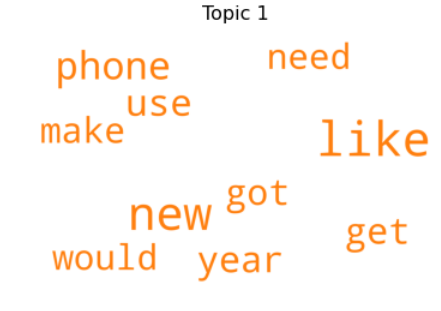 Topic 1
need
phone
use
make
like
got
new
get
would
year